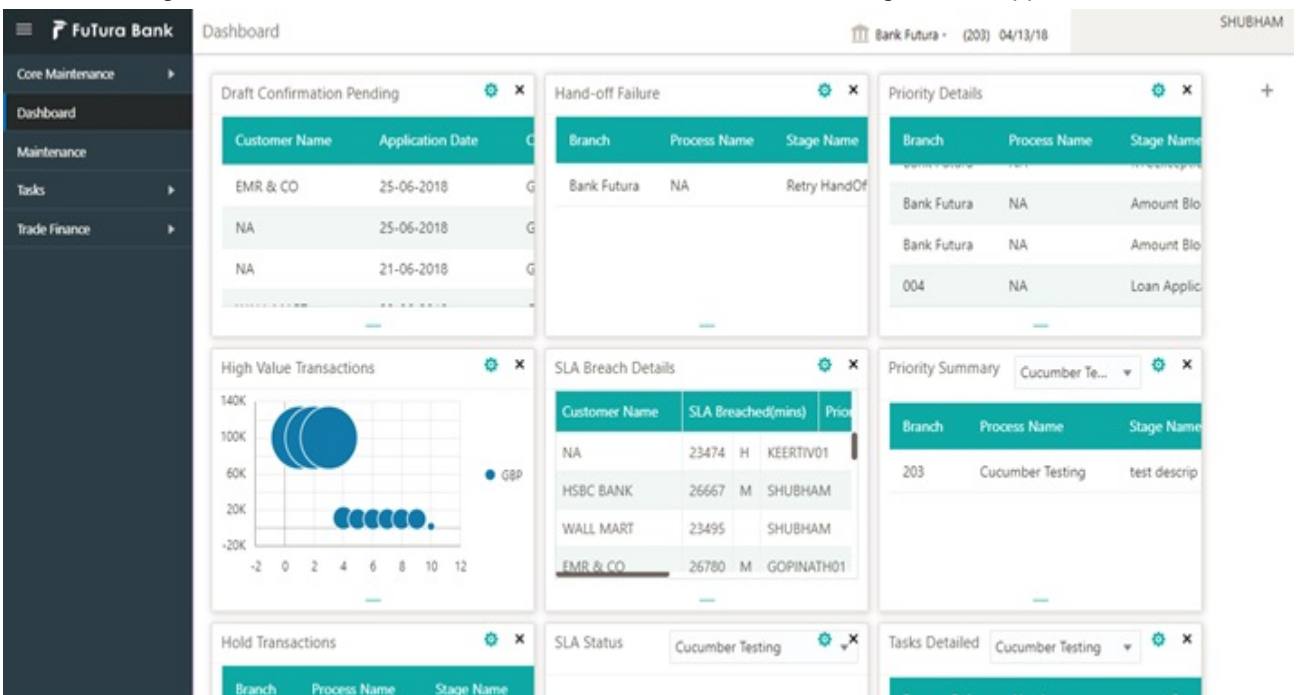 FuTura Bank
Dashboard
Bank Futura - (203) 04/13/18
SHUBHAM
Core Maintenance
Dashboard
Maintenance
Tasks
Trade Finance
Draft Confirmation Pending
Customer Name Application Date
EMR & CO 25-06-2018 G
NA 25-06-2018 G
NA 21-06-2018 G
Hand-off Failure
Branch Process Name Stage Name
Bank Futura NA Retry HandOf
Priority Details
Branch Process Name Stage Name
Bank Futura NA Amount Blo
Bank Futura NA Amount Blo
004 NA Loan Applic
High Value Transactions
140K
100K
60K
20K
-20K
-2 0 2 4 6 8 10 12
GBP
SLA Breach Details
Customer Name SLA Breached(mins) Prior
NA 23474 H KEERTIV01
HSBC BANK 26667 M SHUBHAM
WALL MART 23495 SHUBHAM
EMR & CO 26780 M GOPINATH01
Priority Summary Cucumber Te...
Branch Process Name Stage Name
203 Cucumber Testing test descrip
Hold Transactions
Branch Process Name Stage Name
SLA Status Cucumber Testing
Tasks Detailed Cucumber Testing